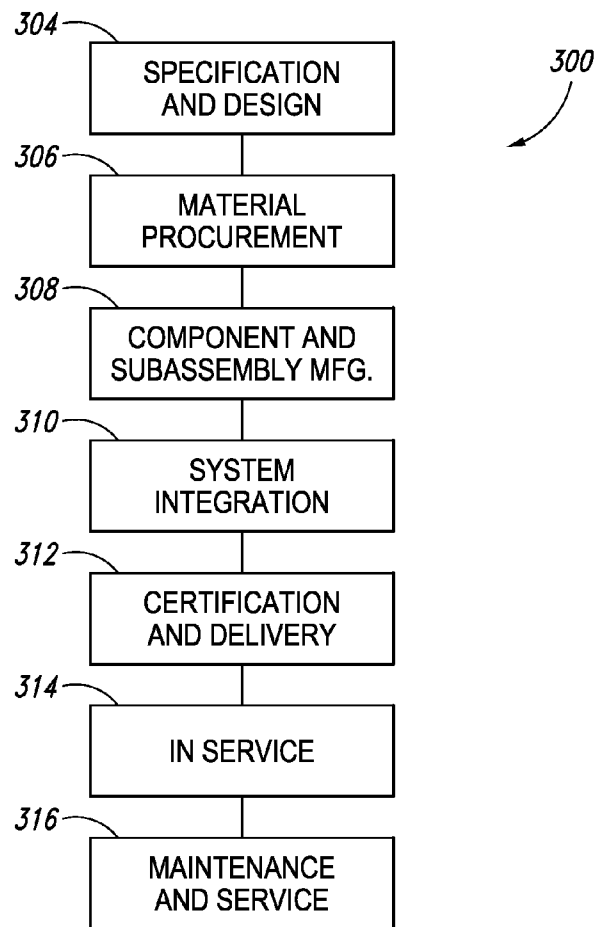 304
SPECIFICATION
AND DESIGN
300
306
MATERIAL
PROCUREMENT
308
COMPONENT AND
SUBASSEMBLY MFG.
310
SYSTEM
INTEGRATION
312
CERTIFICATION
AND DELIVERY
314
IN SERVICE
316
MAINTENANCE
AND SERVICE